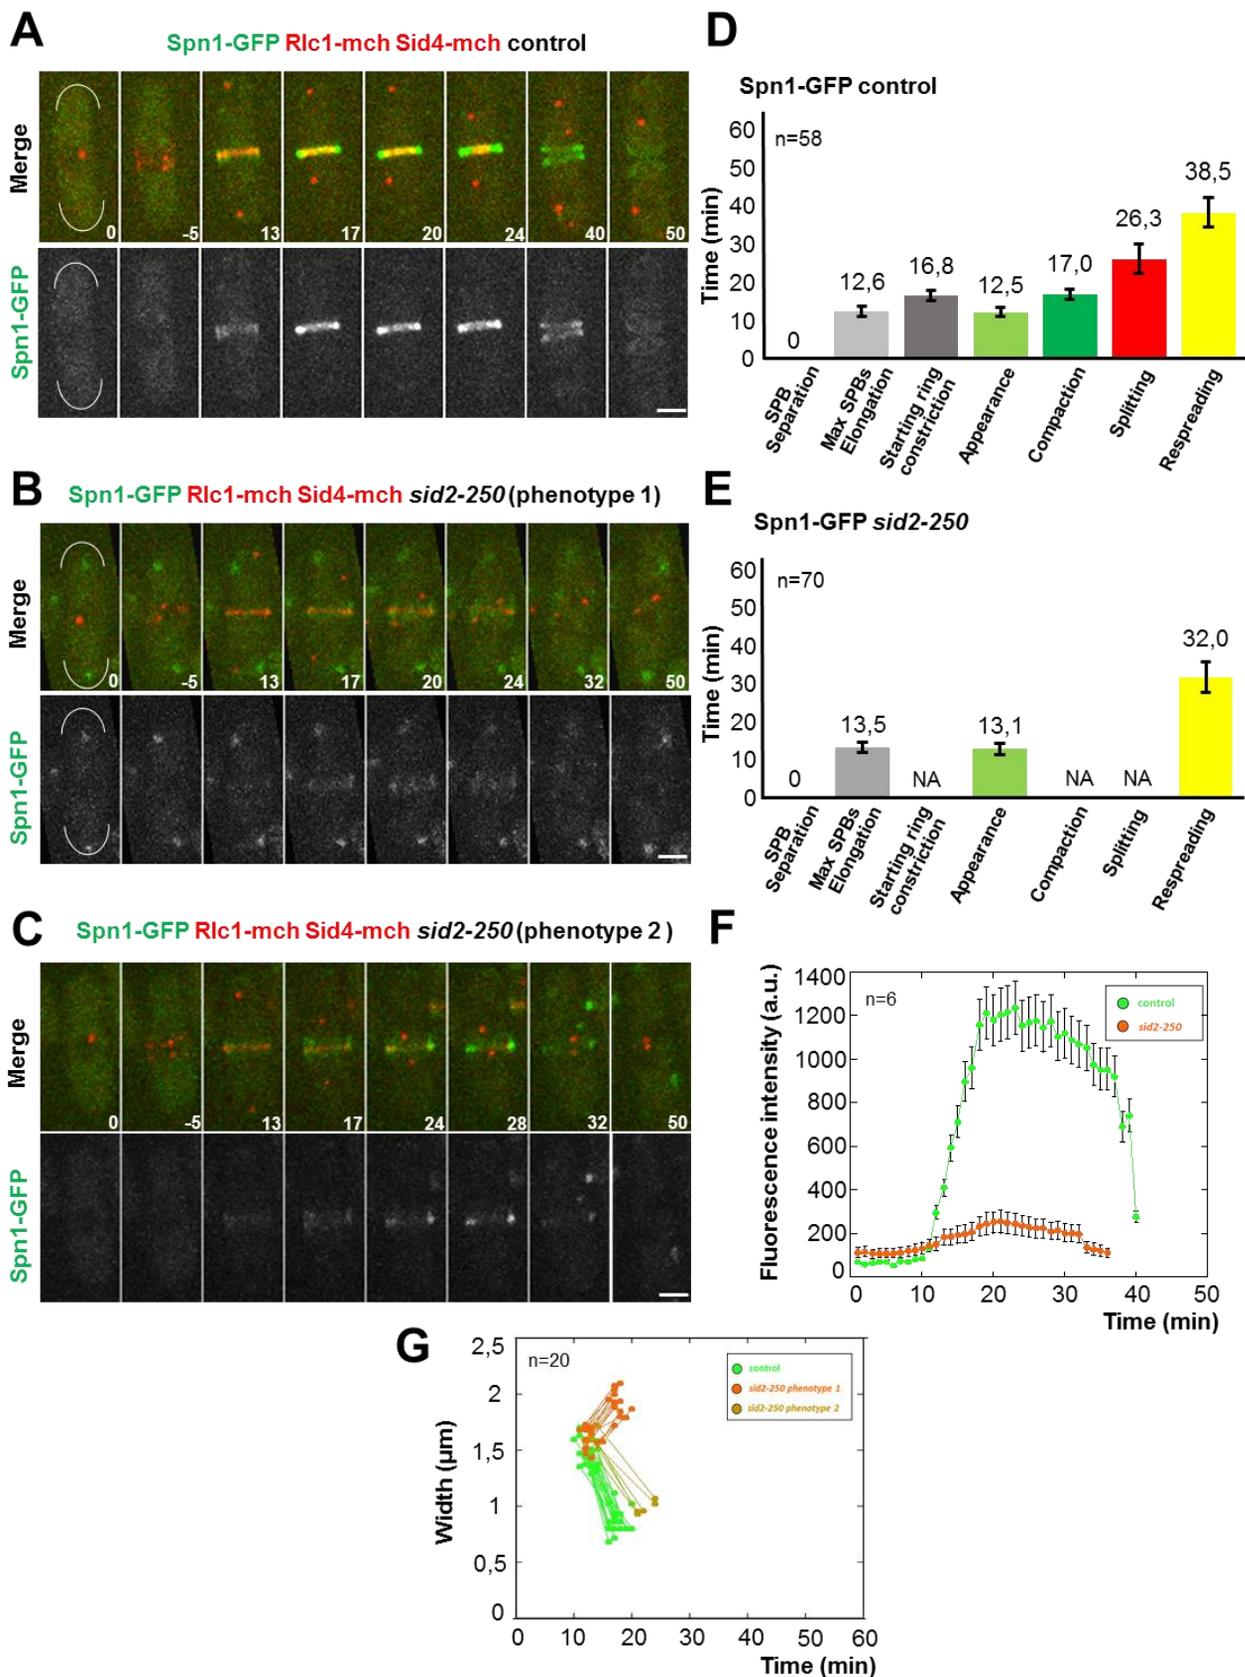 A
Spn1-GFP Rlc1-mch Sid4-mch control
Merge
0 -5 13 17 20 24 40 50
Spn1-GFP
B
Spn1-GFP Rlc1-mch Sid4-mch sid2-250 (phenotype 1)
Merge
0 -5 13 17 20 24 32 50
Spn1-GFP
C
Spn1-GFP Rlc1-mch Sid4-mch sid2-250 (phenotype 2 )
Merge
0 -5 13 17 24 28 32 50
Spn1-GFP
D
Spn1-GFP control
n=58
Time (min)
60
50
40
30
20
10
0
0 12,6 16,8 12,5 17,0 26,3 38,5
SPB
Separation
Max SPBs
Elongation
Starting ring
constriction
Appearance
Compaction
Splitting
Respreading
E
Spn1-GFP sid2-250
n=70
Time (min)
60
50
40
30
20
10
0
0 13,5 NA 13,1 NA NA 32,0
SPB
Separation
Max SPBs
Elongation
Starting ring
constriction
Appearance
Compaction
Splitting
Respreading
F
n=6
control
sid2-250
Fluorescence intensity (a.u.)
1400
1200
1000
800
600
400
200
0
0 10 20 30 40 50
Time (min)
G
n=20
control
sid2-250 phenotype 1
sid2-250 phenotype 2
Width (µm)
2,5
2
1,5
1
0,5
0
0 10 20 30 40 50 60
Time (min)